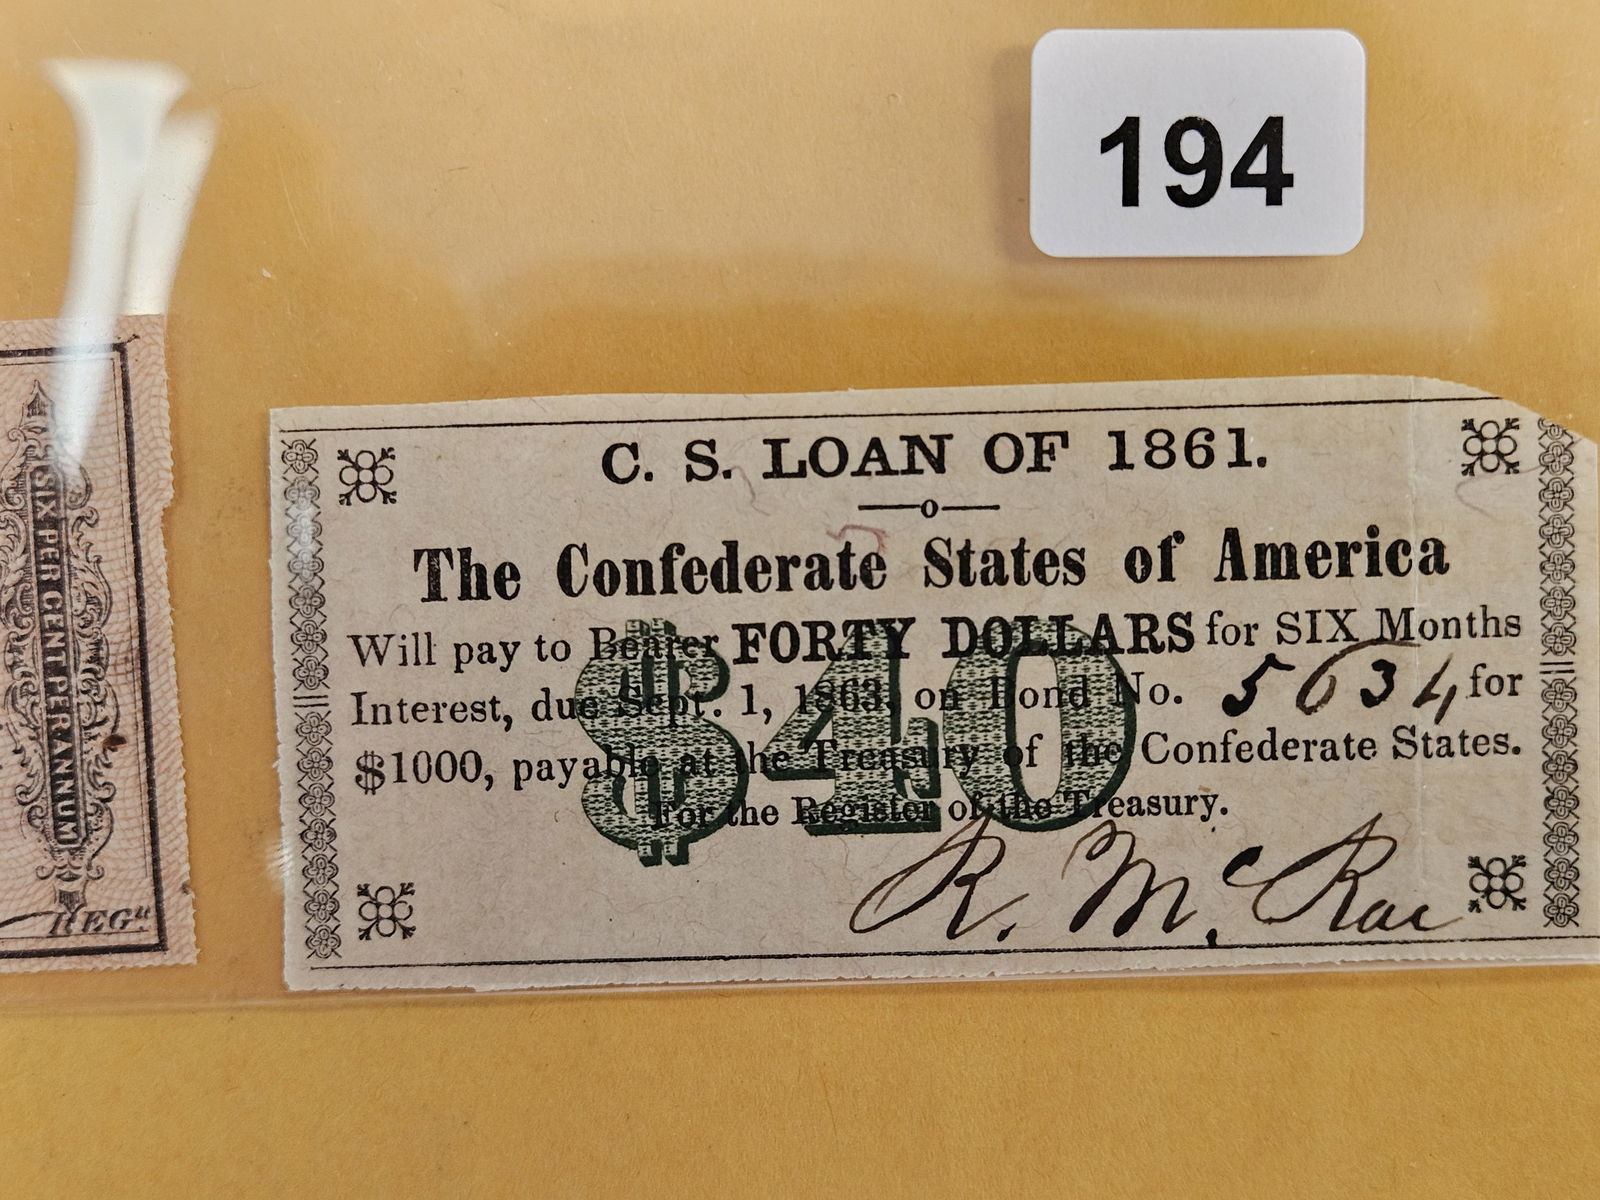 194
SIX PER CENT PER ANNUM
REGR.
C. S. LOAN OF 1861.
o
The Confederate States of America
Will pay to Bearer FORTY DOLLARS for SIX Months
Interest, due Sept. 1, 1863, on Bond No. 5634 for
$1000, payable at the Treasury of the Confederate States.
$40
For the Register of the Treasury.
R. McRae